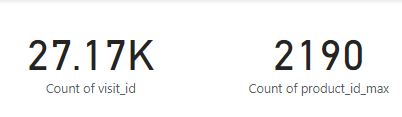 27.17K
Count of visit_id
2190
Count of product_id_max